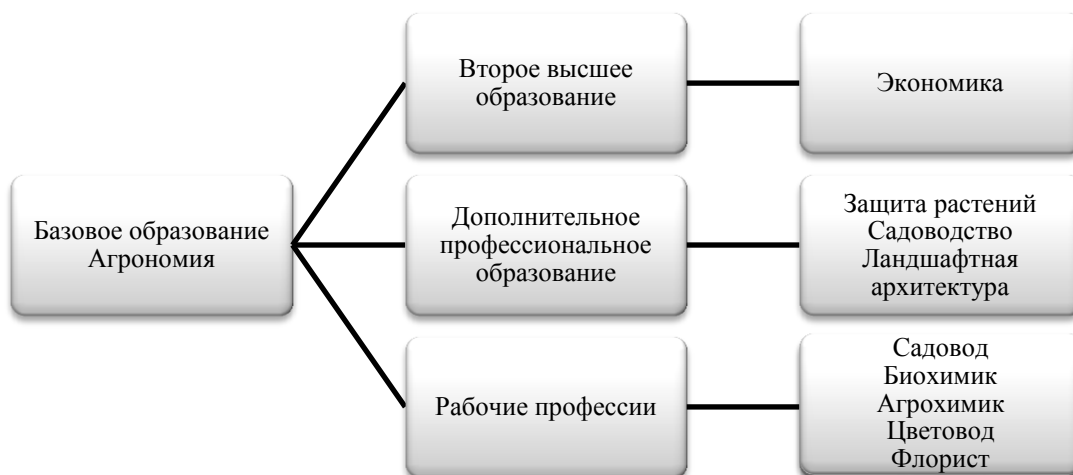 Второе высшее
образование
Экономика
Базовое образование
Агрономия
Дополнительное
профессиональное
образование
Защита растений
Садоводство
Ландшафтная
архитектура
Рабочие профессии
Садовод
Биохимик
Агрохимик
Цветовод
Флорист